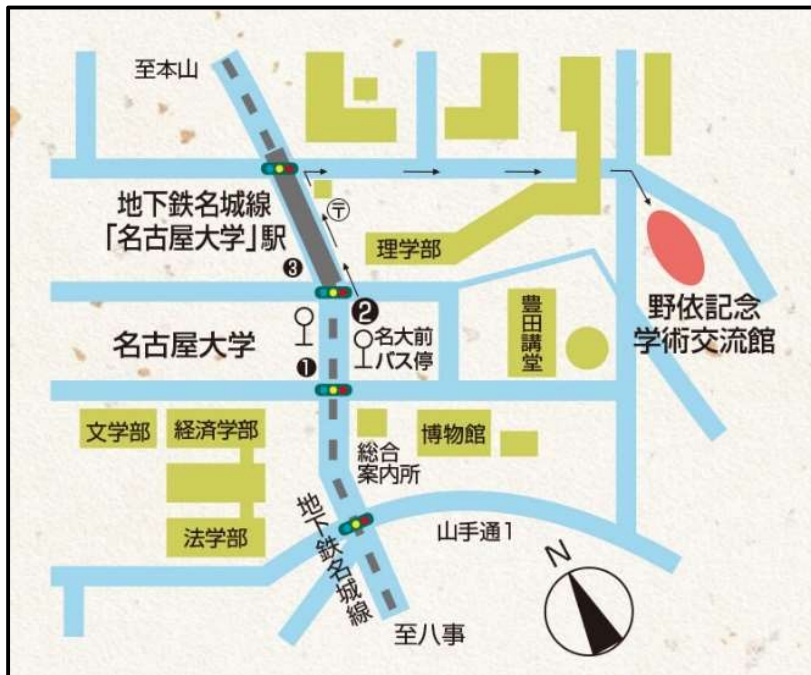 至本山
地下鉄名城線
「名古屋大学」駅
〒
理学部
❸
❷
野依記念
学術交流館
豊田講堂
名古屋大学
名大前
バス停
❶
文学部
経済学部
総合
案内所
博物館
法学部
地下鉄名城線
山手通1
N
至八事